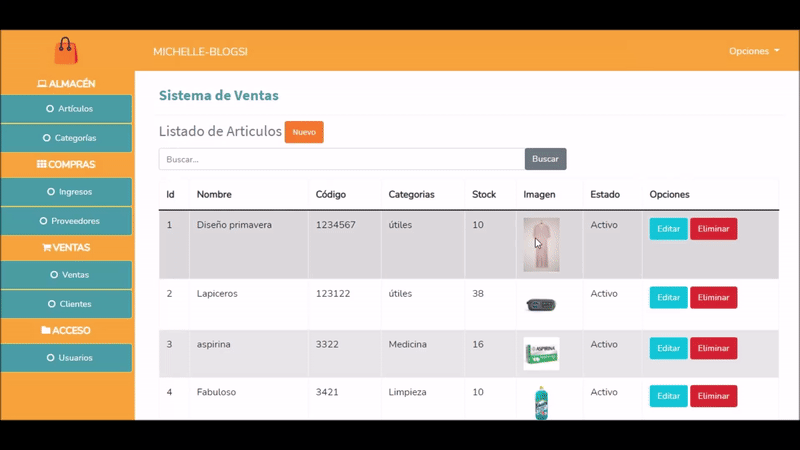 MICHELLE-BLOGSI
Opciones
ALMACÉN
Artículos
Categorías
COMPRAS
Ingresos
Proveedores
VENTAS
Ventas
Clientes
ACCESO
Usuarios
Sistema de Ventas
Listado de Articulos Nuevo
Buscar... Buscar
Id Nombre Código Categorias Stock Imagen Estado Opciones
1 Diseño primavera 1234567 útiles 10 Activo Editar Eliminar
2 Lapiceros 123122 útiles 38 Activo Editar Eliminar
3 aspirina 3322 Medicina 16 ASPIRINA Activo Editar Eliminar
4 Fabuloso 3421 Limpieza 10 Activo Editar Eliminar